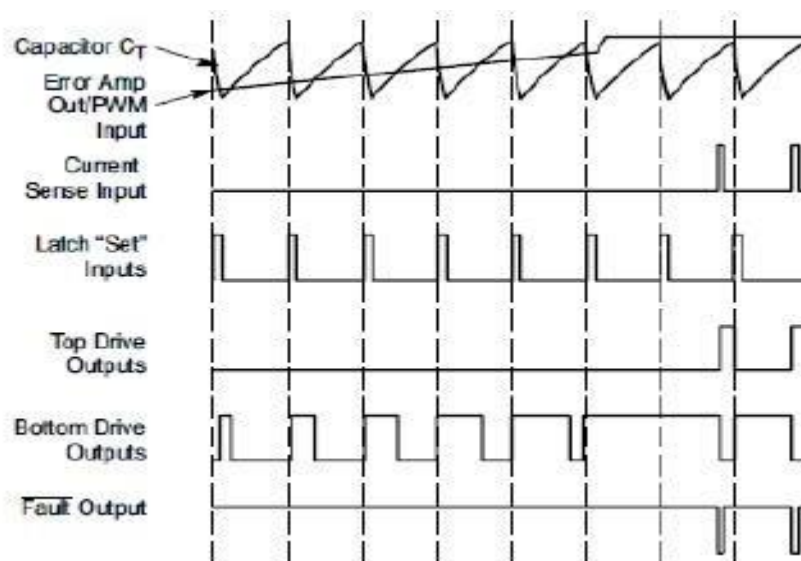 Capacitor CT
Error Amp
Out/PWM
Input
Current
Sense Input
Latch “Set”
Inputs
Top Drive
Outputs
Bottom Drive
Outputs
Fault Output